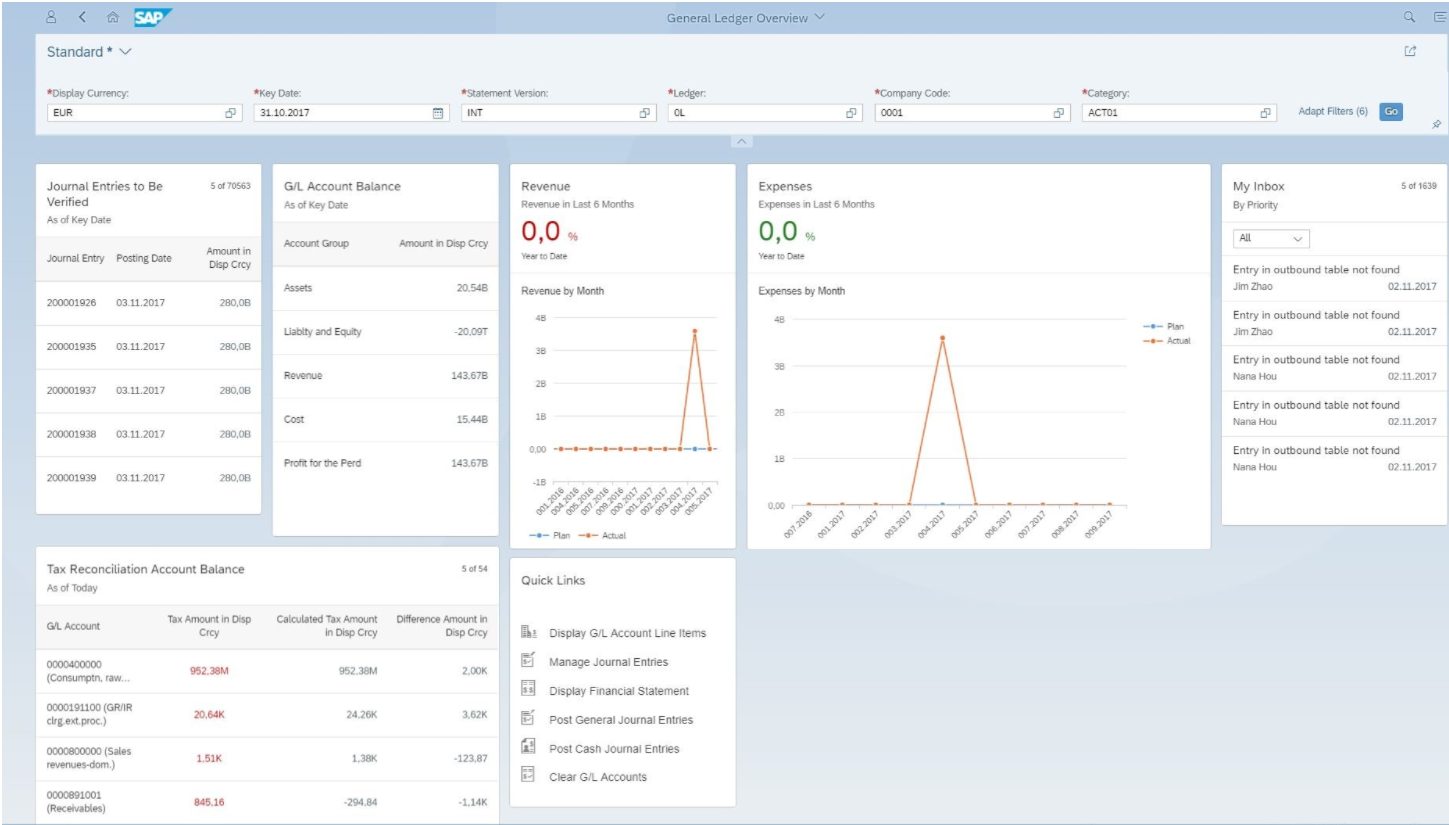 SAP
General Ledger Overview
Standard *
*Display Currency:
EUR
*Key Date:
31.10.2017
*Statement Version:
INT
*Ledger:
0L
*Company Code:
0001
*Category:
ACT01
Adapt Filters (6)
Go
Journal Entries to Be
Verified
5 of 70563
As of Key Date
Journal Entry Posting Date Amount in
Disp Crcy
200001926 03.11.2017 280,0B
200001935 03.11.2017 280,0B
200001937 03.11.2017 280,0B
200001938 03.11.2017 280,0B
200001939 03.11.2017 280,0B
G/L Account Balance
As of Key Date
Account Group Amount in Disp Crcy
Assets 20,54B
Liablty and Equity -20,09T
Revenue 143,67B
Cost 15,44B
Profit for the Perd 143,67B
Revenue
Revenue in Last 6 Months
0,0 %
Year to Date
Revenue by Month
4B
3B
2B
1B
0,00
-1B
001.2016 004.2016 005.2016 007.2016 009.2016 000.2017 001.2017 002.2017 003.2017 004.2017 005.2017
Plan Actual
Expenses
Expenses in Last 6 Months
0,0 %
Year to Date
Expenses by Month
4B
3B
2B
1B
0,00
007.2016 001.2017 002.2017 003.2017 004.2017 005.2017 006.2017 007.2017 008.2017 009.2017
Plan
Actual
My Inbox
5 of 1639
By Priority
All
Entry in outbound table not found
Jim Zhao 02.11.2017
Entry in outbound table not found
Jim Zhao 02.11.2017
Entry in outbound table not found
Nana Hou 02.11.2017
Entry in outbound table not found
Nana Hou 02.11.2017
Entry in outbound table not found
Nana Hou 02.11.2017
Tax Reconciliation Account Balance
5 of 54
As of Today
G/L Account Tax Amount in Disp Calculated Tax Amount Difference Amount in
Crcy in Disp Crcy Disp Crcy
0000400000
(Consumptn, raw... 952,38M 952,38M 2,00K
0000191100 (GR/IR
clrg.ext.proc.) 20,64K 24,26K 3,62K
0000800000 (Sales
revenues-dom.) 1,51K 1,38K -123,87
0000891001
(Receivables) 845,16 -294,84 -1,14K
Quick Links
Display G/L Account Line Items
Manage Journal Entries
Display Financial Statement
Post General Journal Entries
Post Cash Journal Entries
Clear G/L Accounts